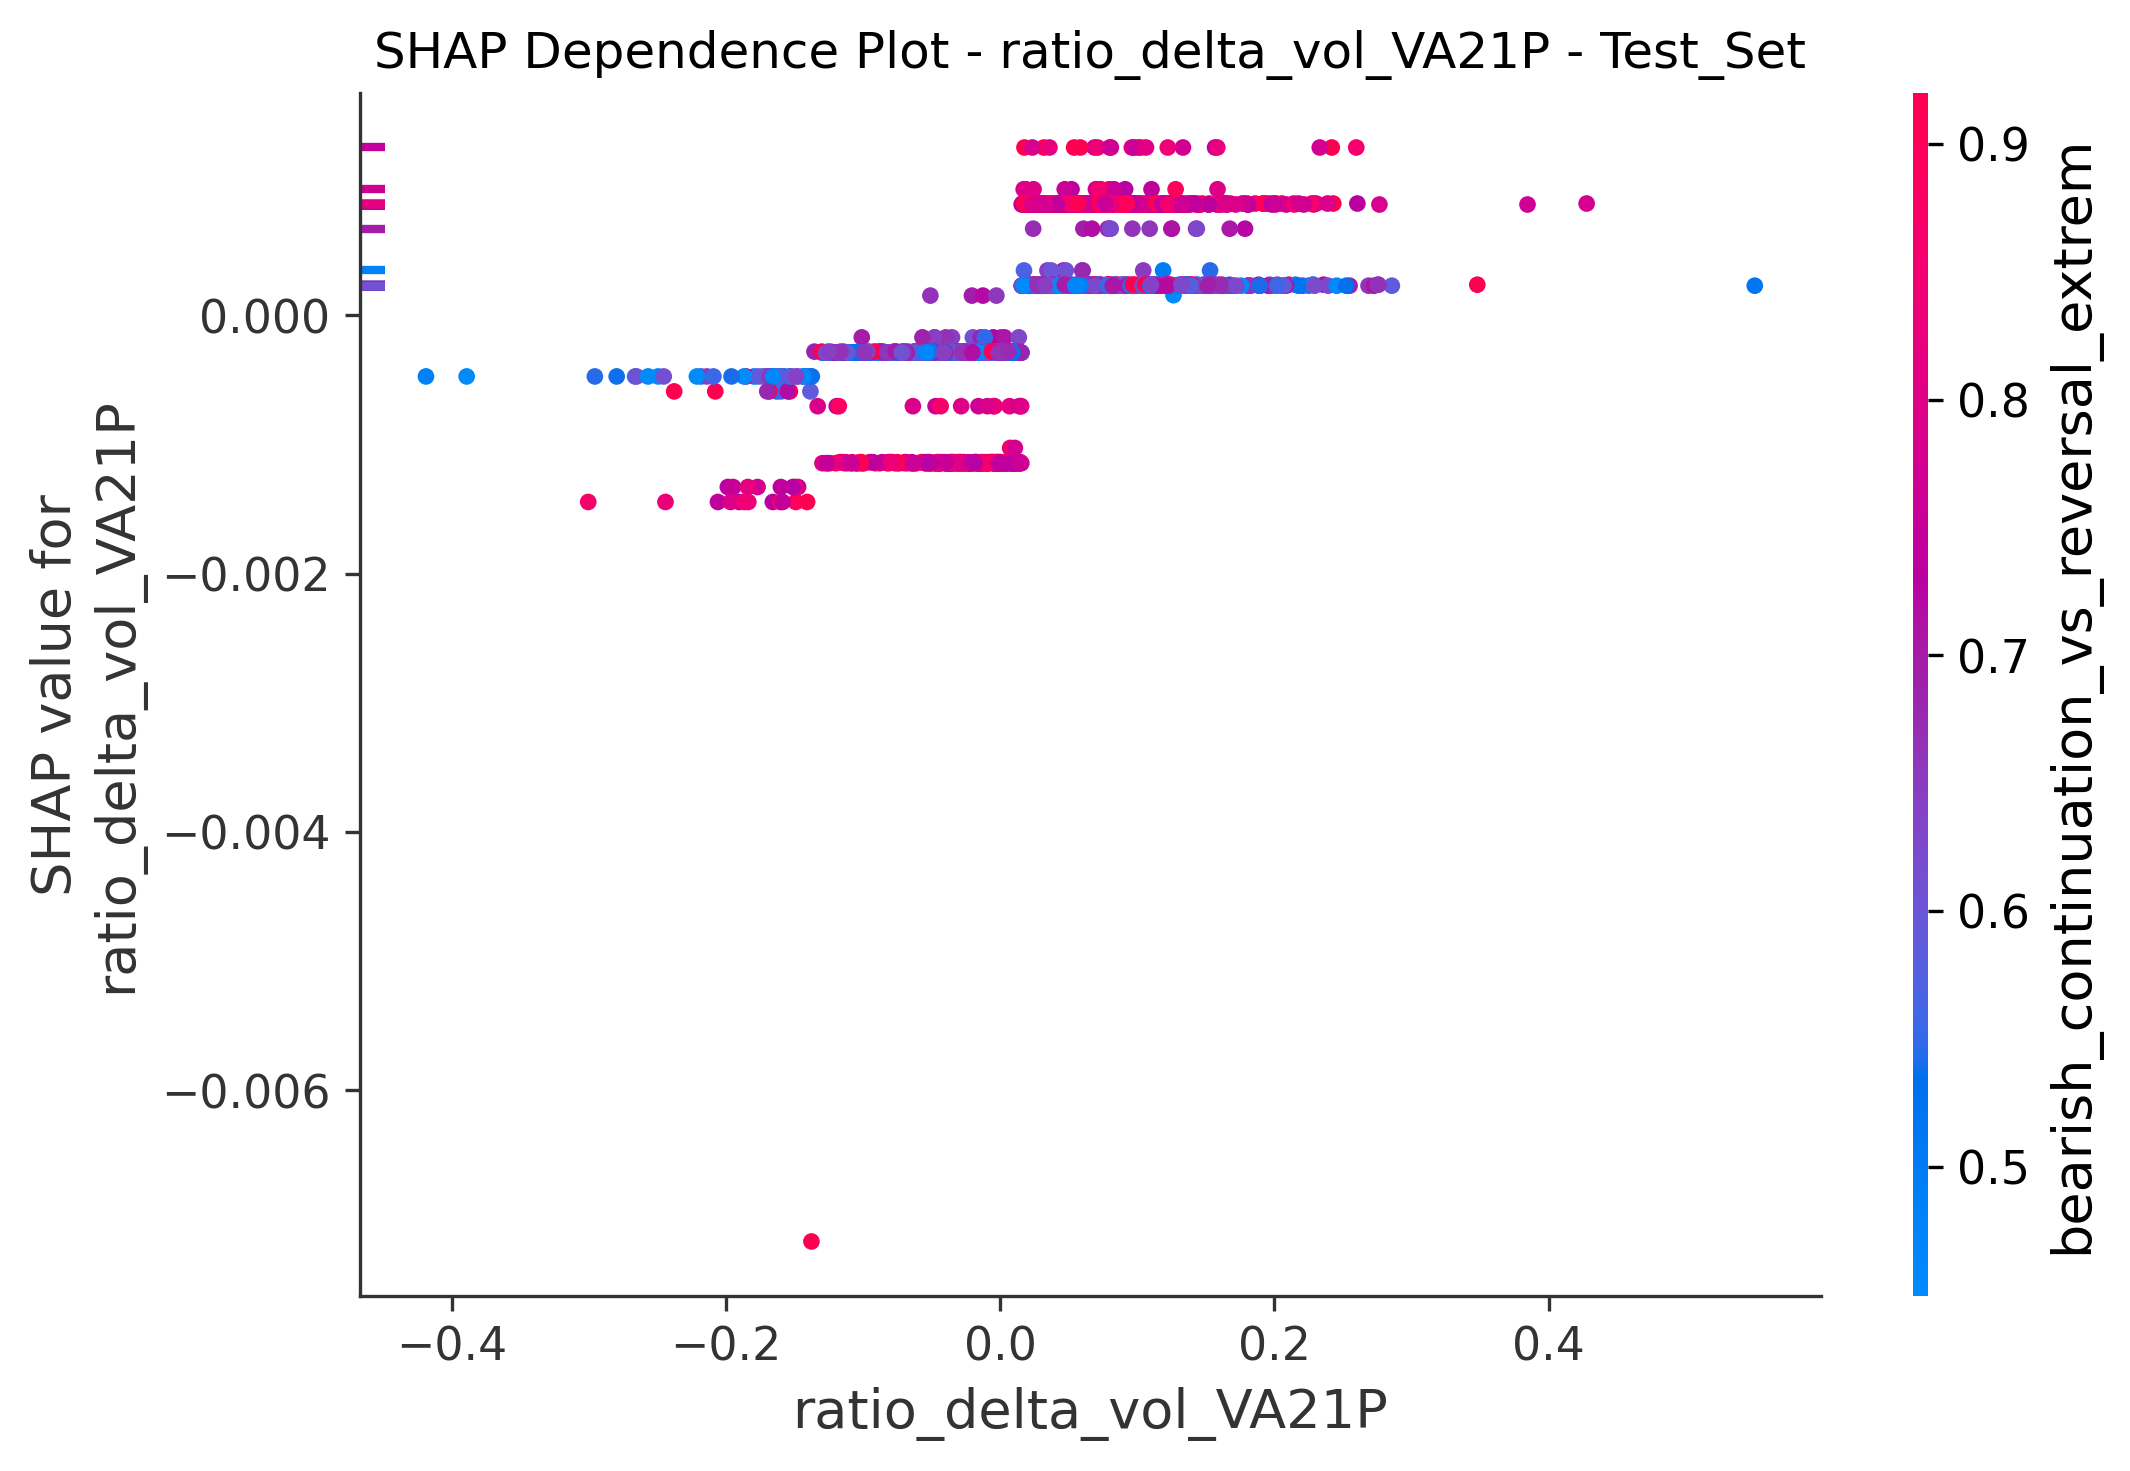 SHAP Dependence Plot - ratio_delta_vol_VA21P - Test_Set
SHAP value for
ratio_delta_vol_VA21P
0.000
−0.002
−0.004
−0.006
−0.4
−0.2
0.0
0.2
0.4
ratio_delta_vol_VA21P
0.9
0.8
0.7
0.6
0.5
bearish_continuation_vs_reversal_extrem